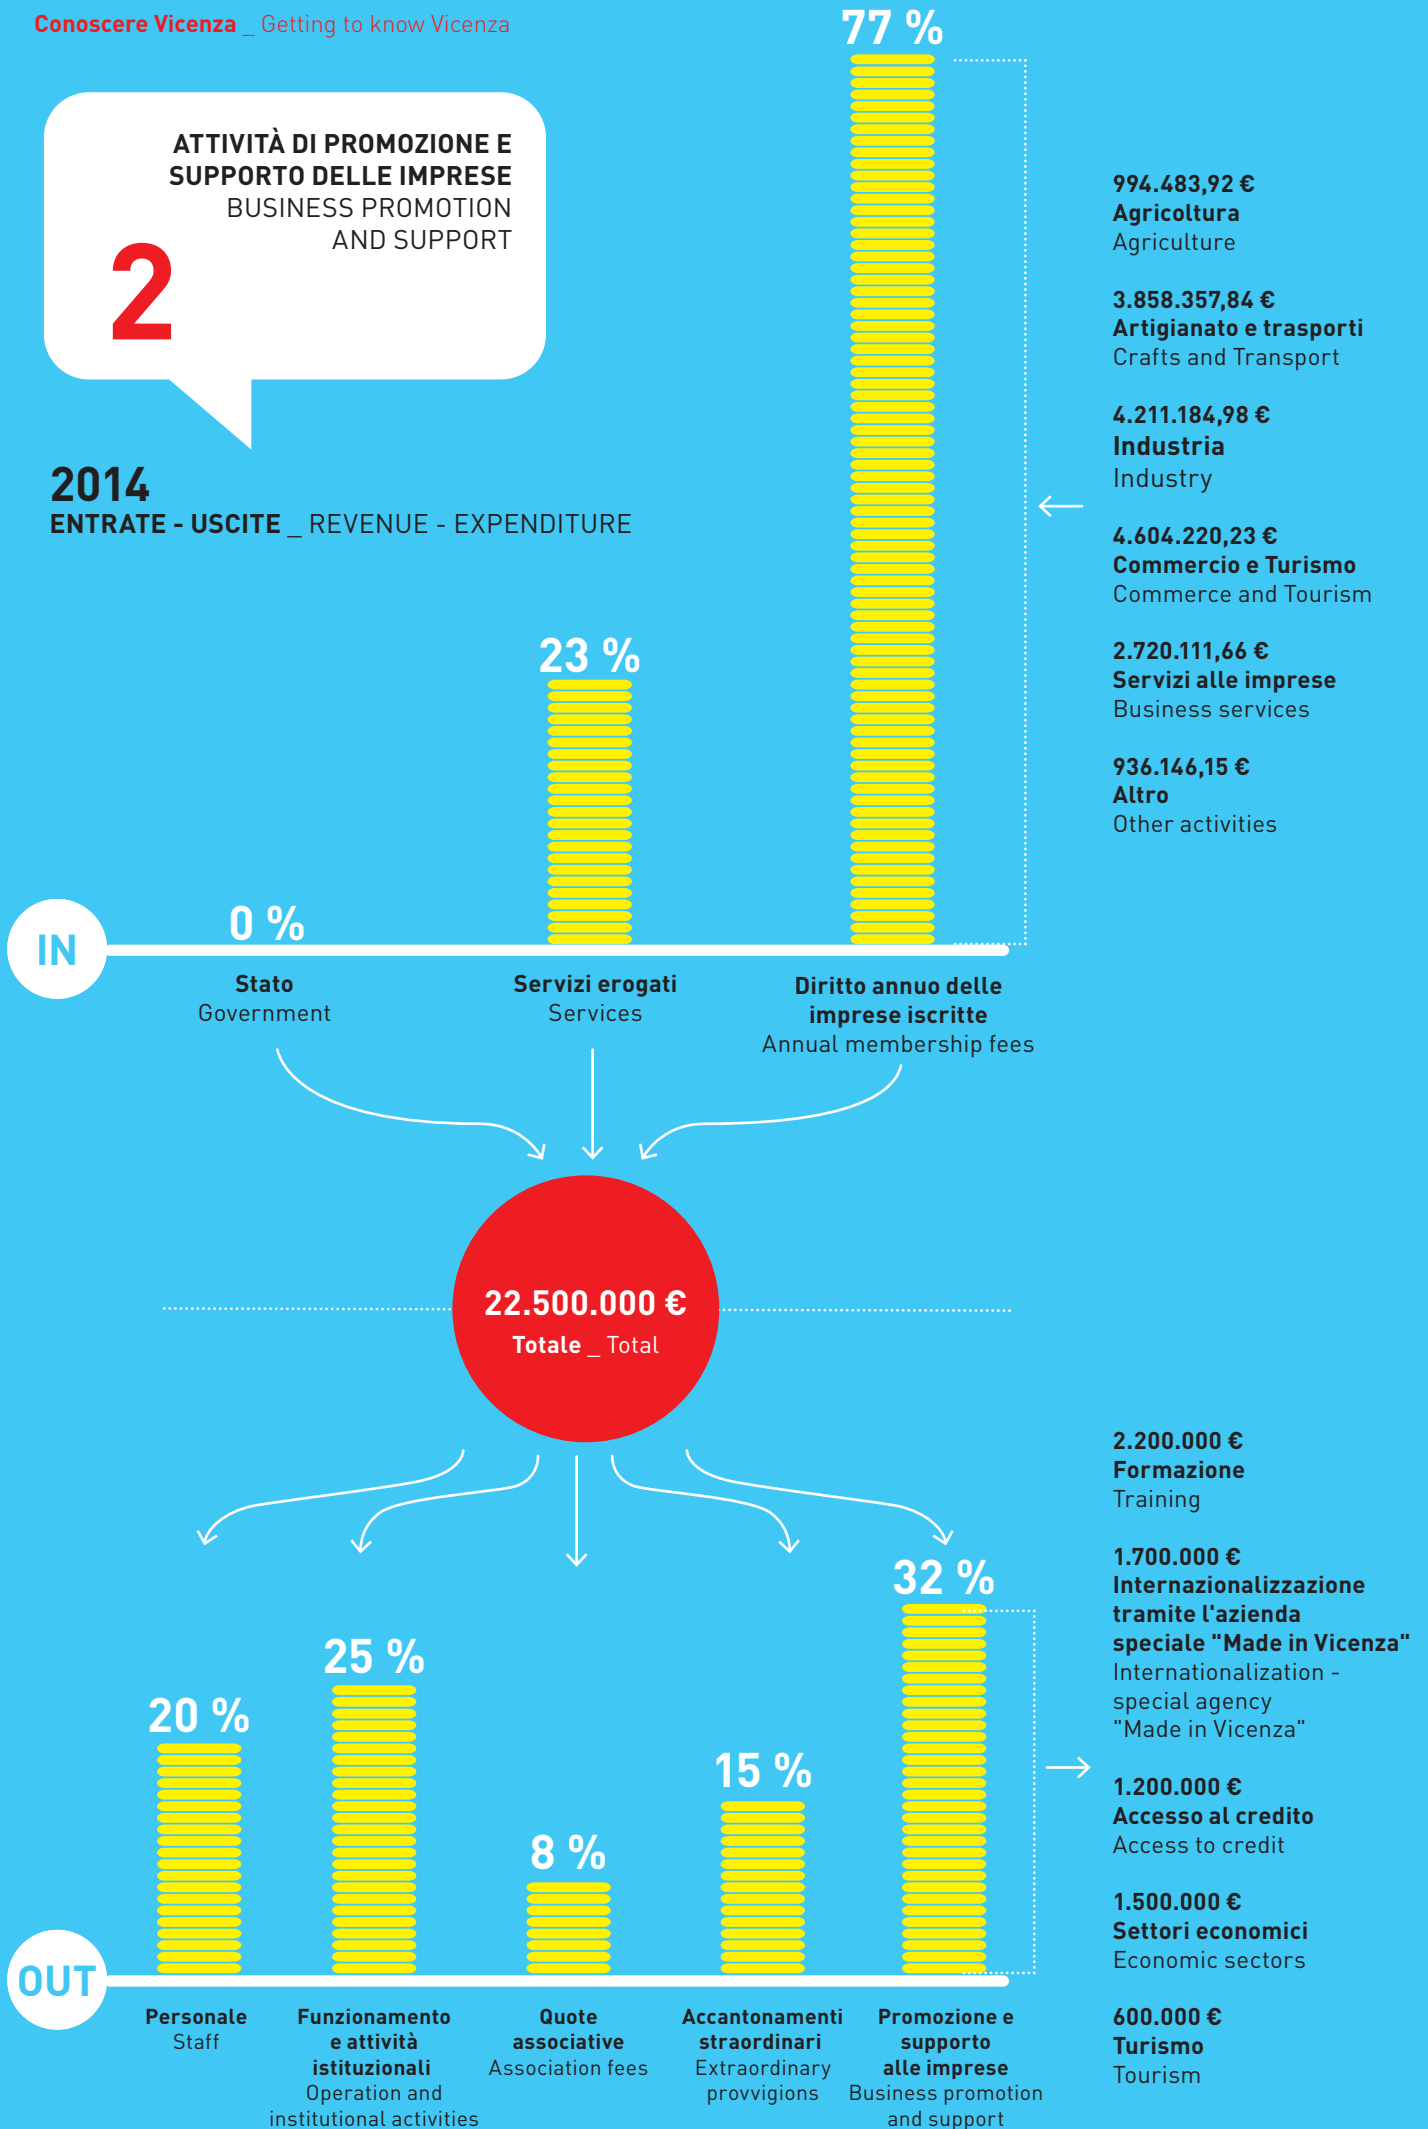 Conoscere Vicenza _ Getting to know Vicenza
ATTIVITÀ DI PROMOZIONE E
SUPPORTO DELLE IMPRESE
BUSINESS PROMOTION
AND SUPPORT
2
2014
ENTRATE - USCITE _ REVENUE - EXPENDITURE
77 %
23 %
0 %
IN
Stato
Government
Servizi erogati
Services
Diritto annuo delle
imprese iscritte
Annual membership fees
994.483,92 €
Agricoltura
Agriculture
3.858.357,84 €
Artigianato e trasporti
Crafts and Transport
4.211.184,98 €
Industria
Industry
4.604.220,23 €
Commercio e Turismo
Commerce and Tourism
2.720.111,66 €
Servizi alle imprese
Business services
936.146,15 €
Altro
Other activities
22.500.000 €
Totale _ Total
20 %
25 %
8 %
15 %
32 %
OUT
Personale
Staff
Funzionamento
e attività
istituzionali
Operation and
institutional activities
Quote
associative
Association fees
Accantonamenti
straordinari
Extraordinary
provvigions
Promozione e
supporto
alle imprese
Business promotion
and support
2.200.000 €
Formazione
Training
1.700.000 €
Internazionalizzazione
tramite l'azienda
speciale "Made in Vicenza"
Internationalization -
special agency
"Made in Vicenza"
1.200.000 €
Accesso al credito
Access to credit
1.500.000 €
Settori economici
Economic sectors
600.000 €
Turismo
Tourism